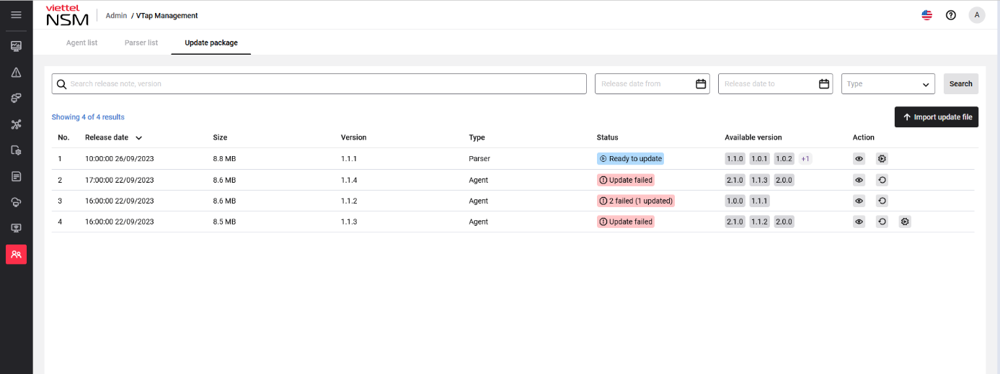 viettel
NSM
Admin / VTap Management
A
Agent list Parser list Update package
Search release note, version Release date from Release date to Type Search
Showing 4 of 4 results Import update file
No. Release date Size Version Type Status Available version Action
1 10:00:00 26/09/2023 8.8 MB 1.1.1 Parser Ready to update 1.1.0 1.0.1 1.0.2 +1
2 17:00:00 22/09/2023 8.6 MB 1.1.4 Agent Update failed 2.1.0 1.1.3 2.0.0
3 16:00:00 22/09/2023 8.6 MB 1.1.2 Agent 2 failed (1 updated) 1.0.0 1.1.1
4 16:00:00 22/09/2023 8.5 MB 1.1.3 Agent Update failed 2.1.0 1.1.2 2.0.0